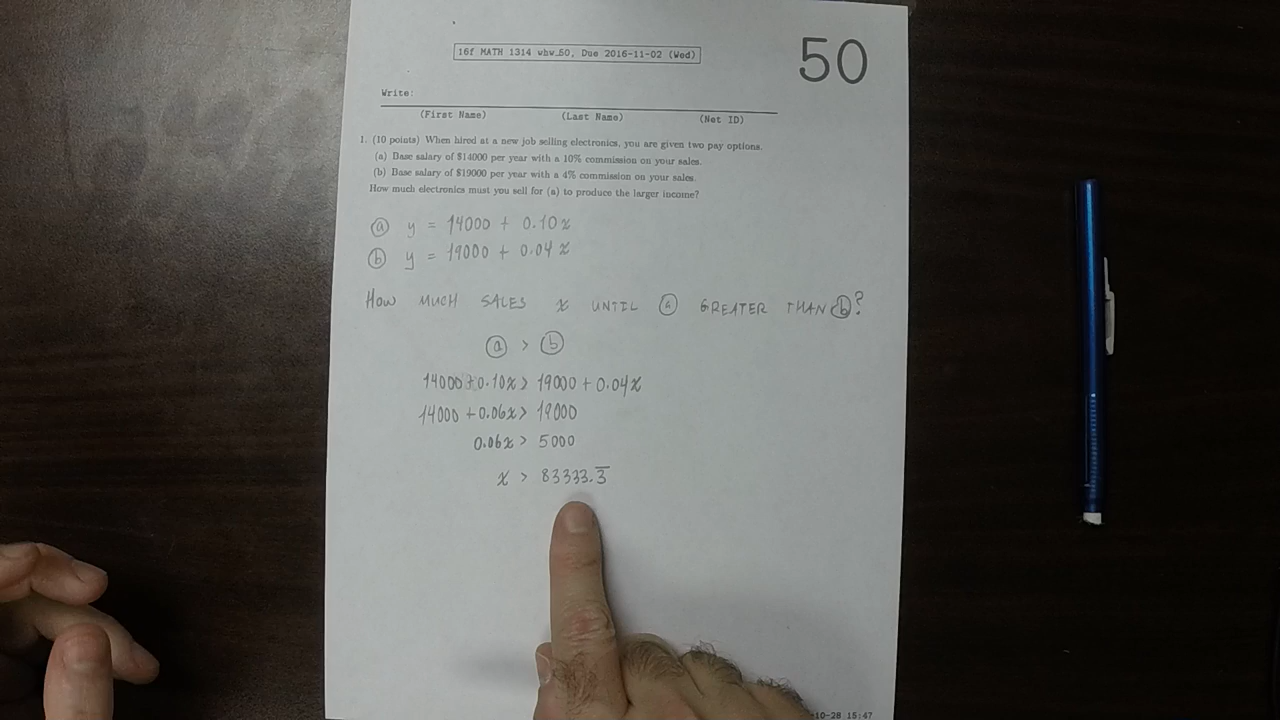 16f MATH 1314 whw_50, Due 2016-11-02 (Wed)
50
Write:
(First Name) (Last Name) (Net ID)
1. (10 points) When hired at a new job selling electronics, you are given two pay options.
(a) Base salary of $14000 per year with a 10% commission on your sales.
(b) Base salary of $19000 per year with a 4% commission on your sales.
How much electronics must you sell for (a) to produce the larger income?
ⓐ y = 14000 + 0.10x
ⓑ y = 19000 + 0.04x
HOW MUCH SALES x UNTIL ⓐ GREATER THAN ⓑ?
ⓐ > ⓑ
14000+0.10x > 19000 + 0.04x
14000 + 0.06x > 19000
0.06x > 5000
x > 83333.3̅
-10-28 15:47